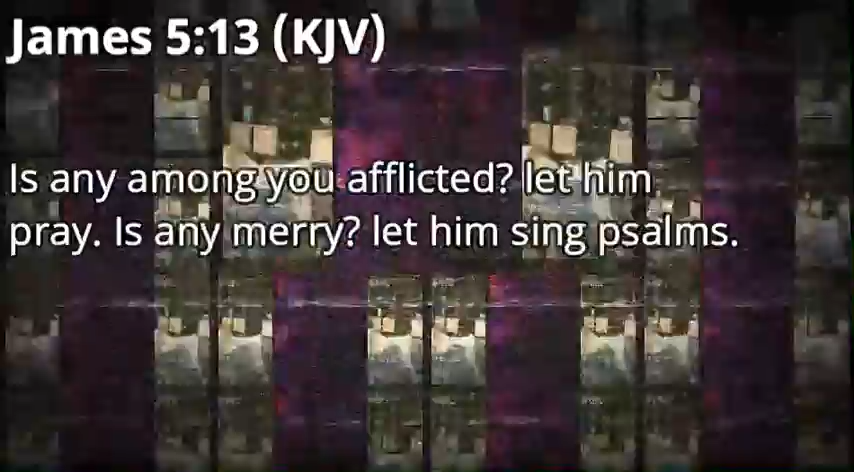 James 5:13 (KJV)
Is any among you afflicted? let him
pray. Is any merry? let him sing psalms.